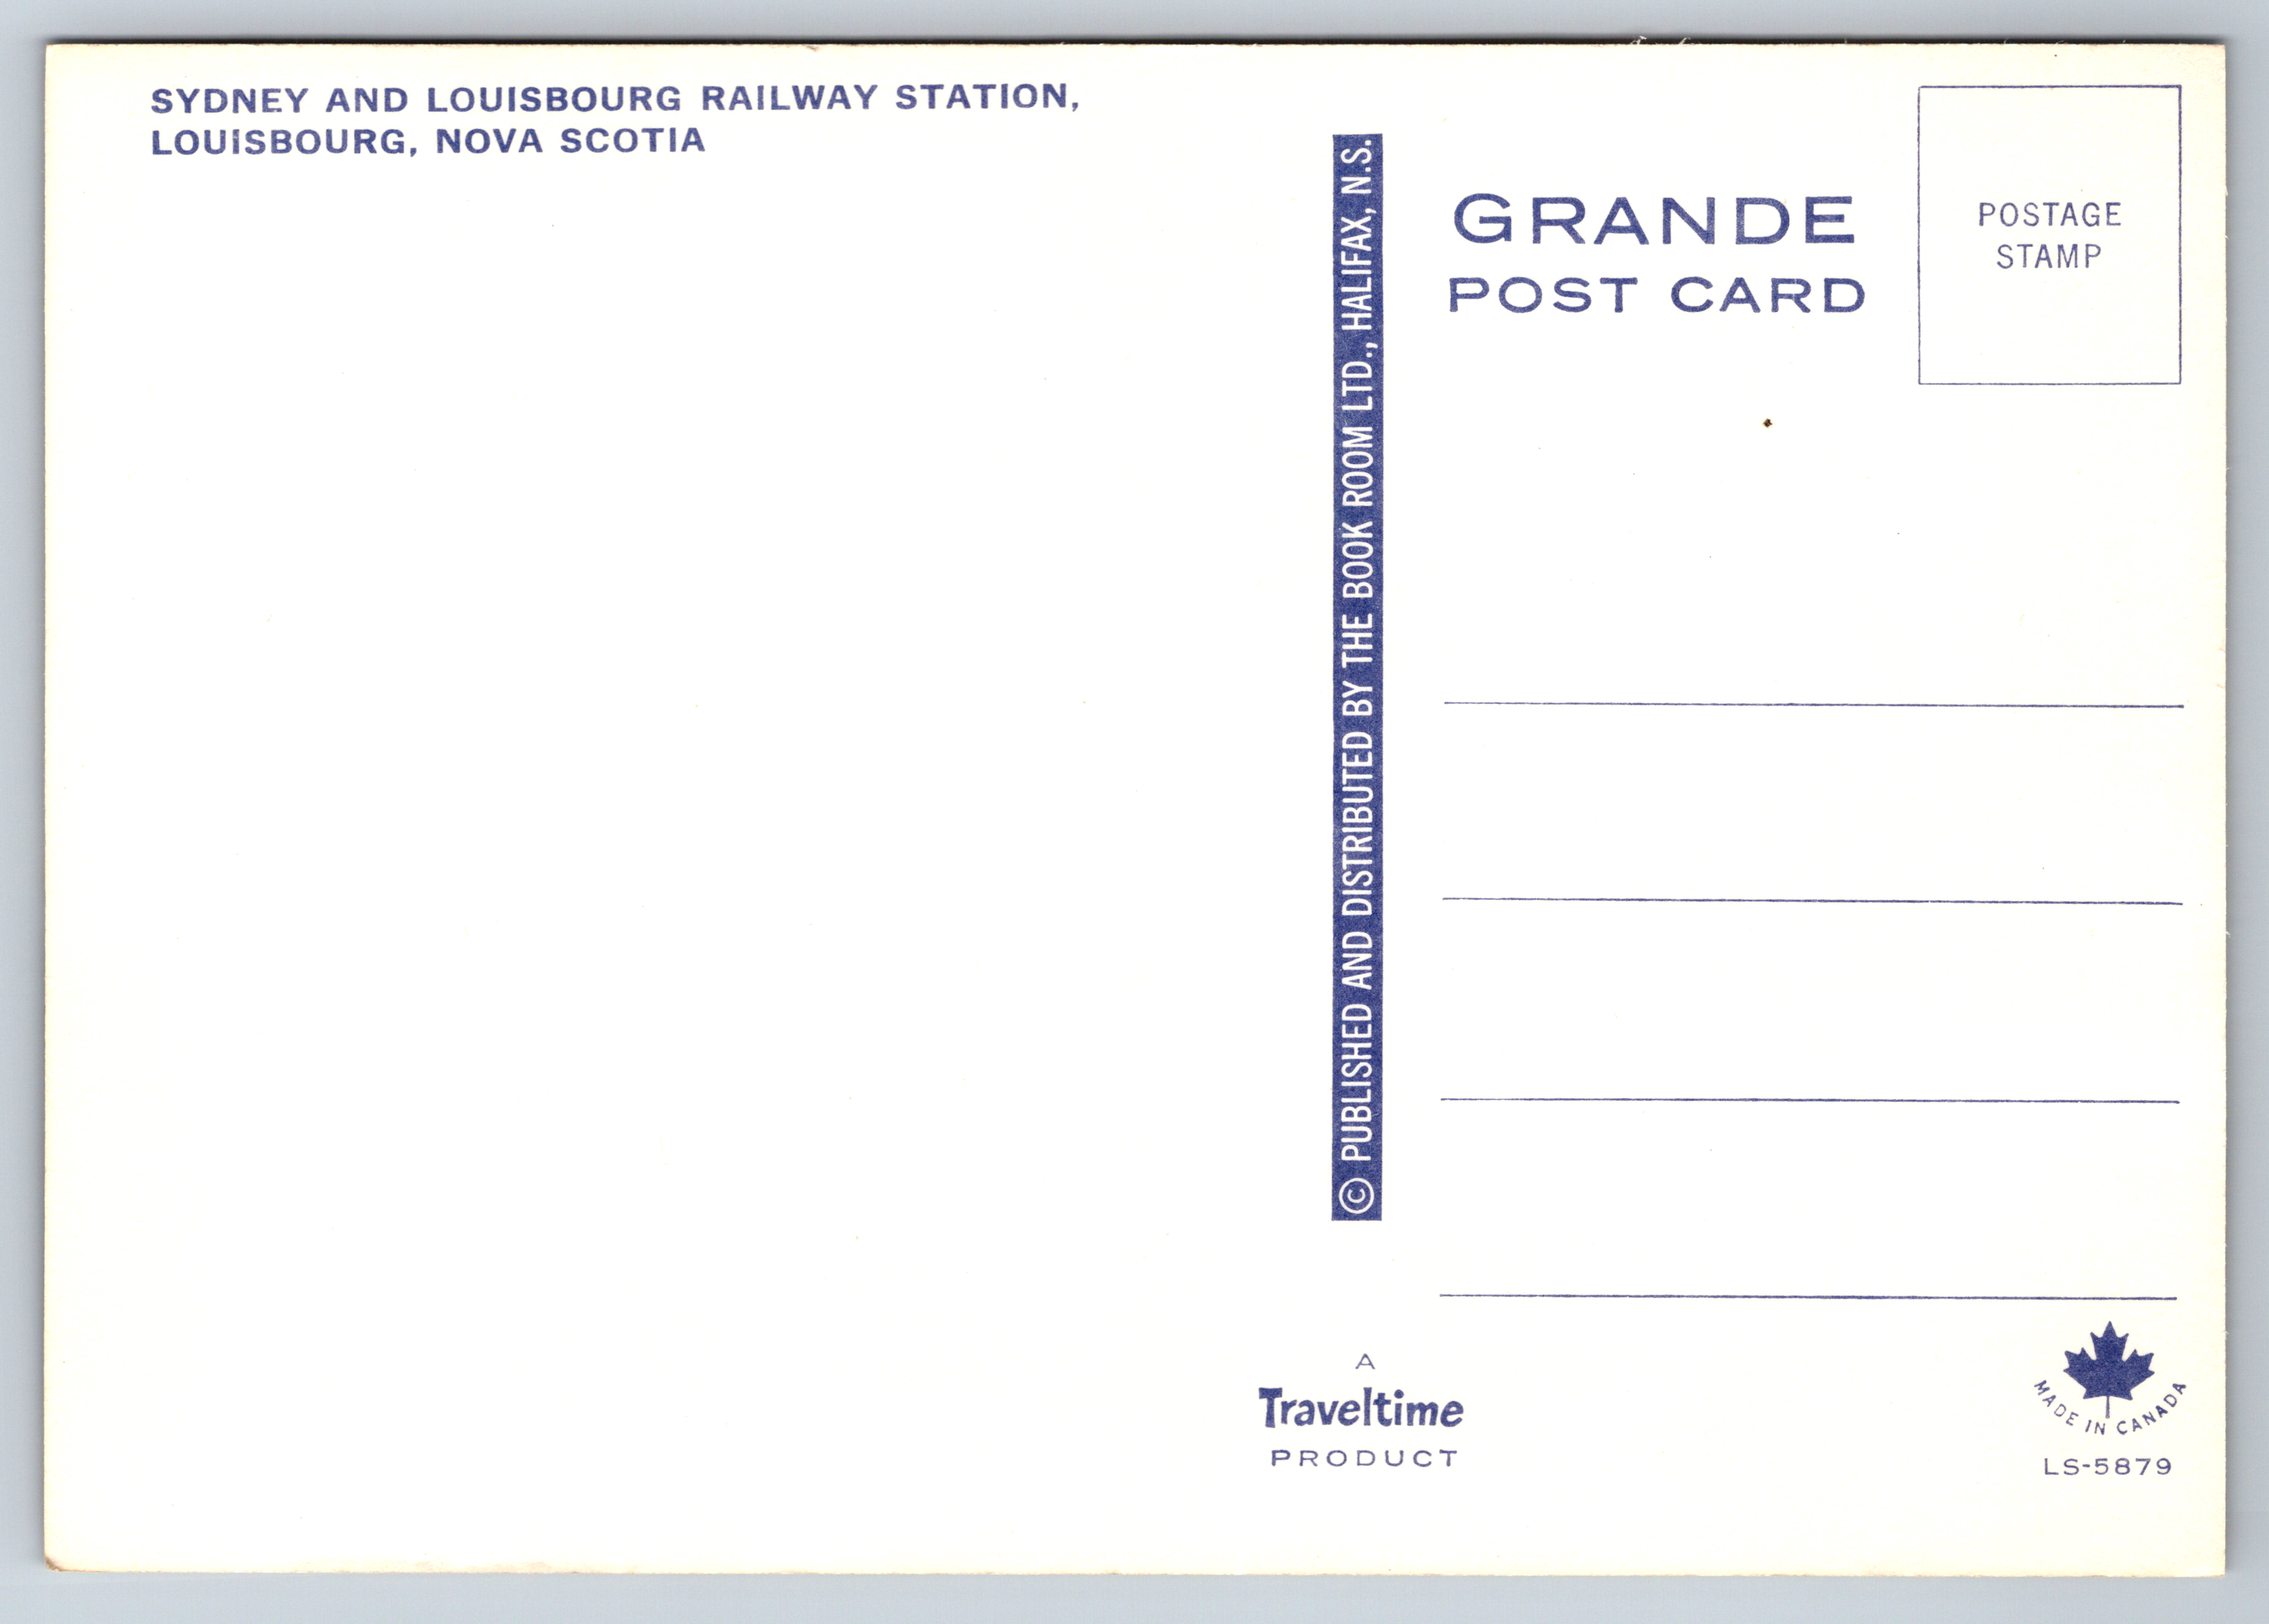 SYDNEY AND LOUISBOURG RAILWAY STATION,
LOUISBOURG, NOVA SCOTIA
© PUBLISHED AND DISTRIBUTED BY THE BOOK ROOM LTD., HALIFAX, N.S.
GRANDE
POST CARD
POSTAGE
STAMP
A
Traveltime
PRODUCT
MADE IN CANADA
LS-5879